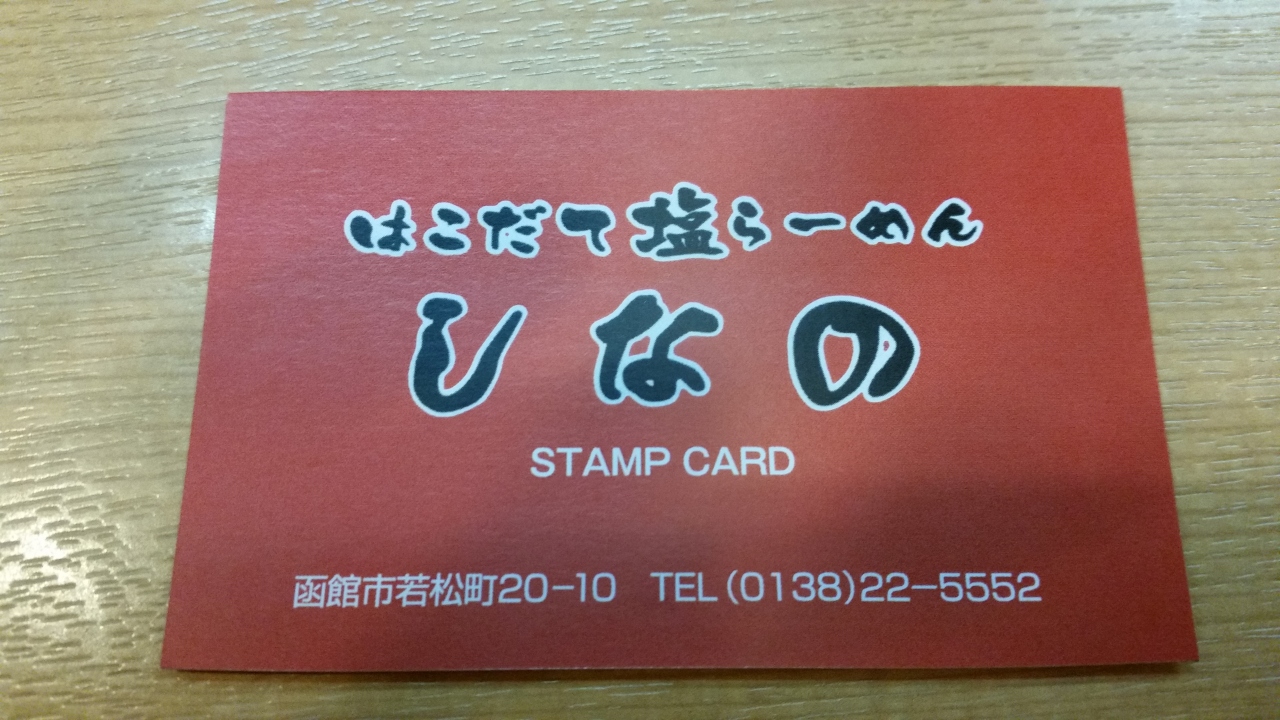 はこだて塩らーめん
しなの
STAMP CARD
函館市若松町20−10 TEL(0138)22−5552